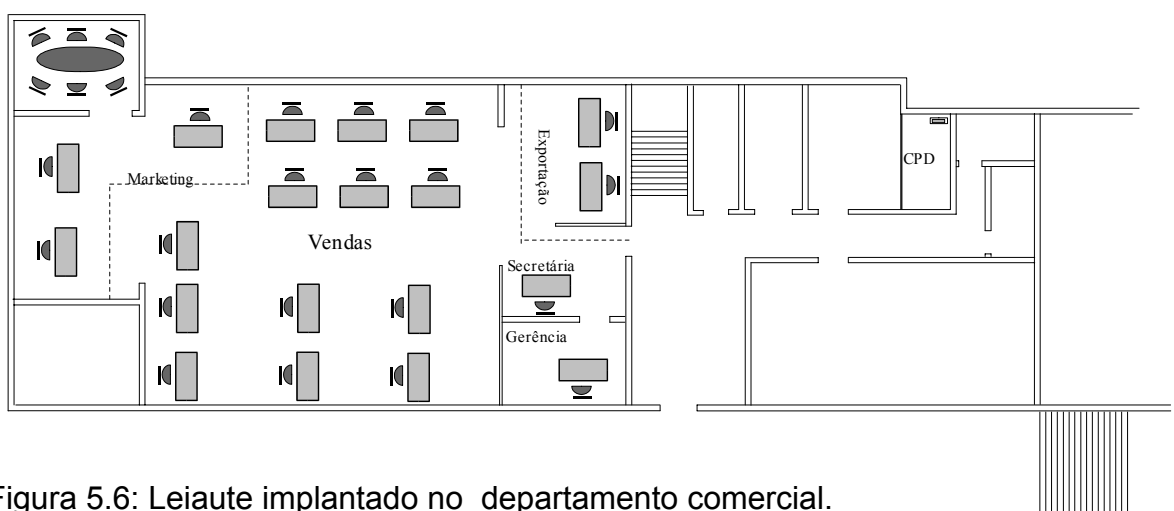 Marketing
Exportação
CPD
Vendas
Secretária
Gerência
Figura 5.6: Leiaute implantado no departamento comercial.